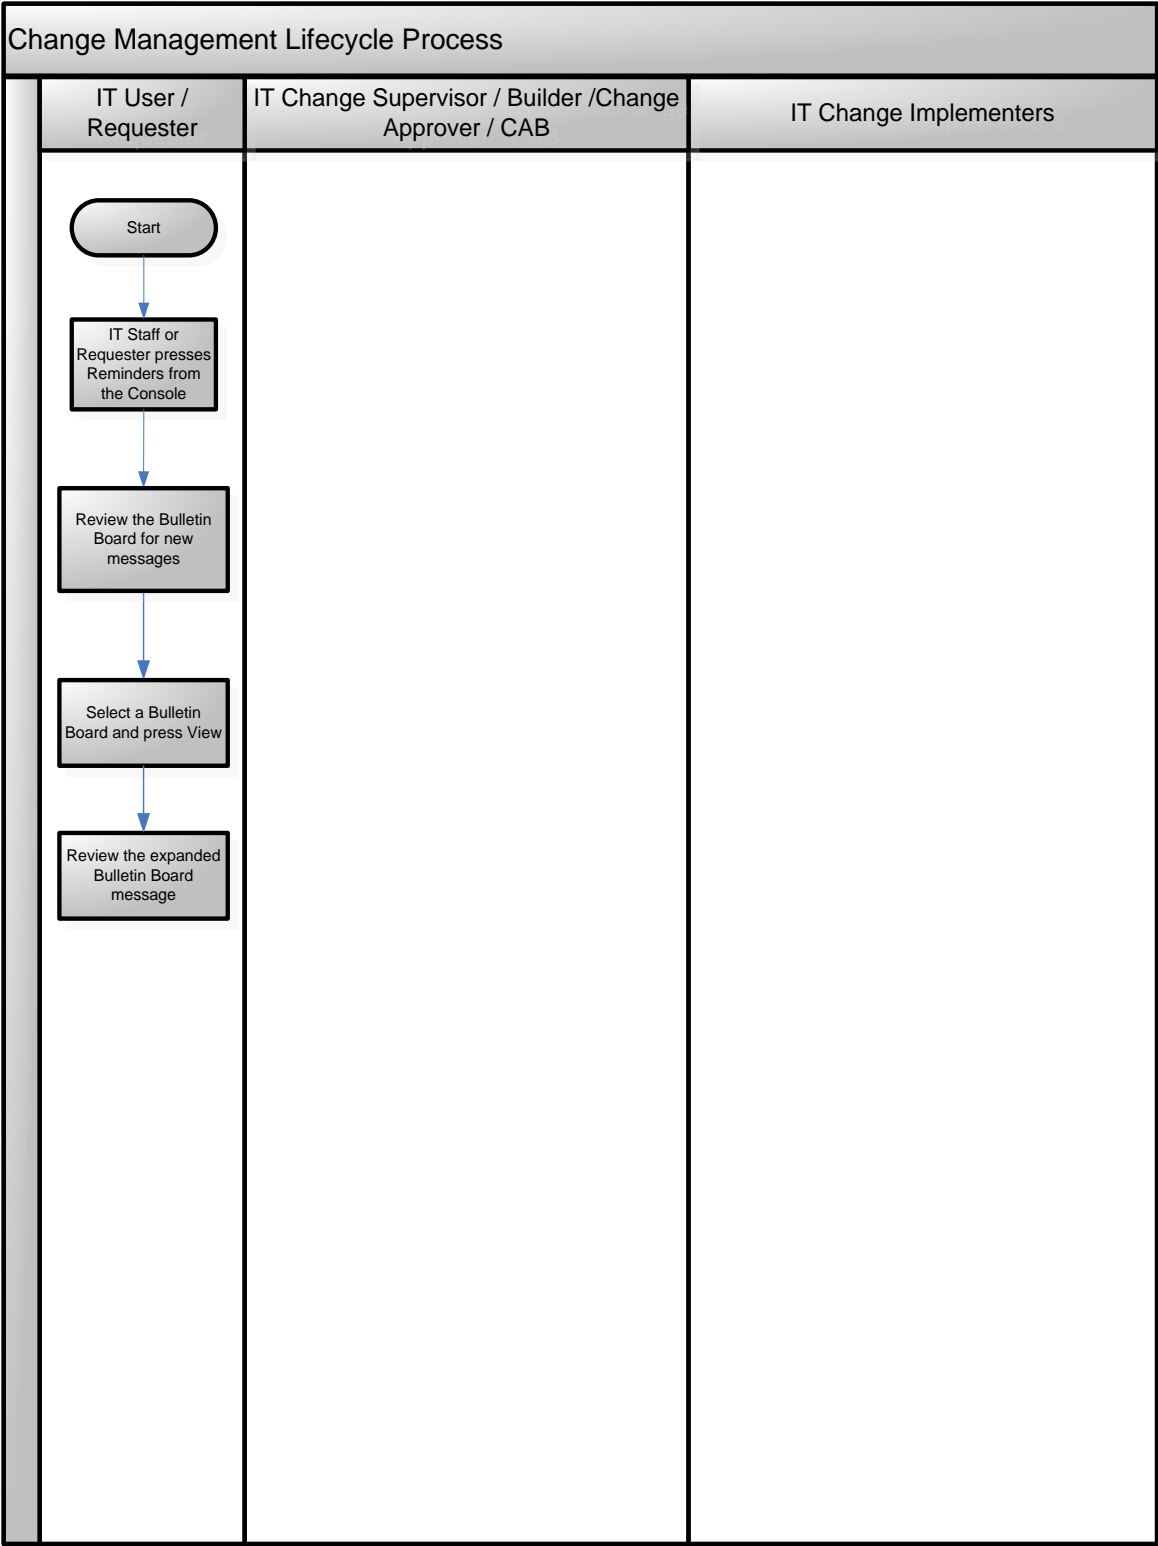 Change Management Lifecycle Process
IT User /
Requester
IT Change Supervisor / Builder /Change
Approver / CAB
IT Change Implementers
Start
IT Staff or
Requester presses
Reminders from
the Console
Review the Bulletin
Board for new
messages
Select a Bulletin
Board and press View
Review the expanded
Bulletin Board
message